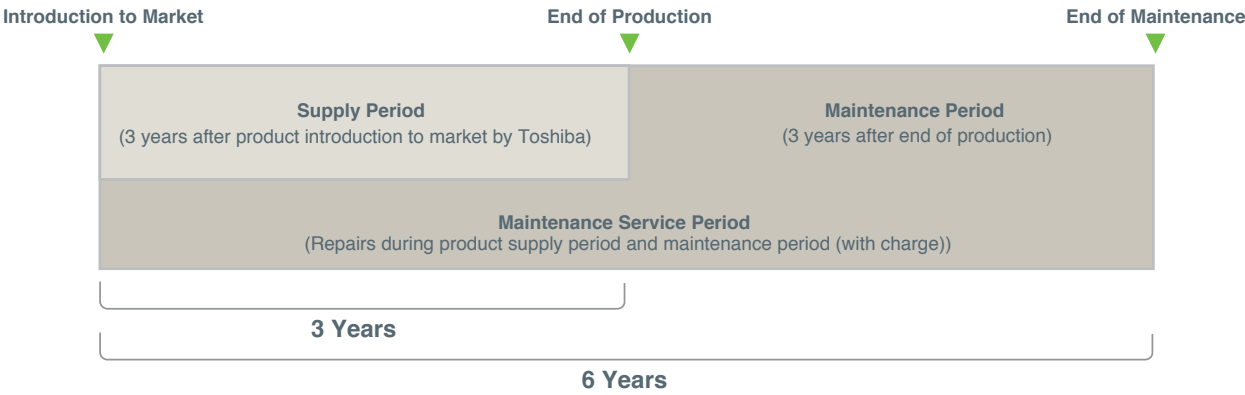 Introduction to Market
End of Production
End of Maintenance
Supply Period
(3 years after product introduction to market by Toshiba)
Maintenance Period
(3 years after end of production)
Maintenance Service Period
(Repairs during product supply period and maintenance period (with charge))
3 Years
6 Years